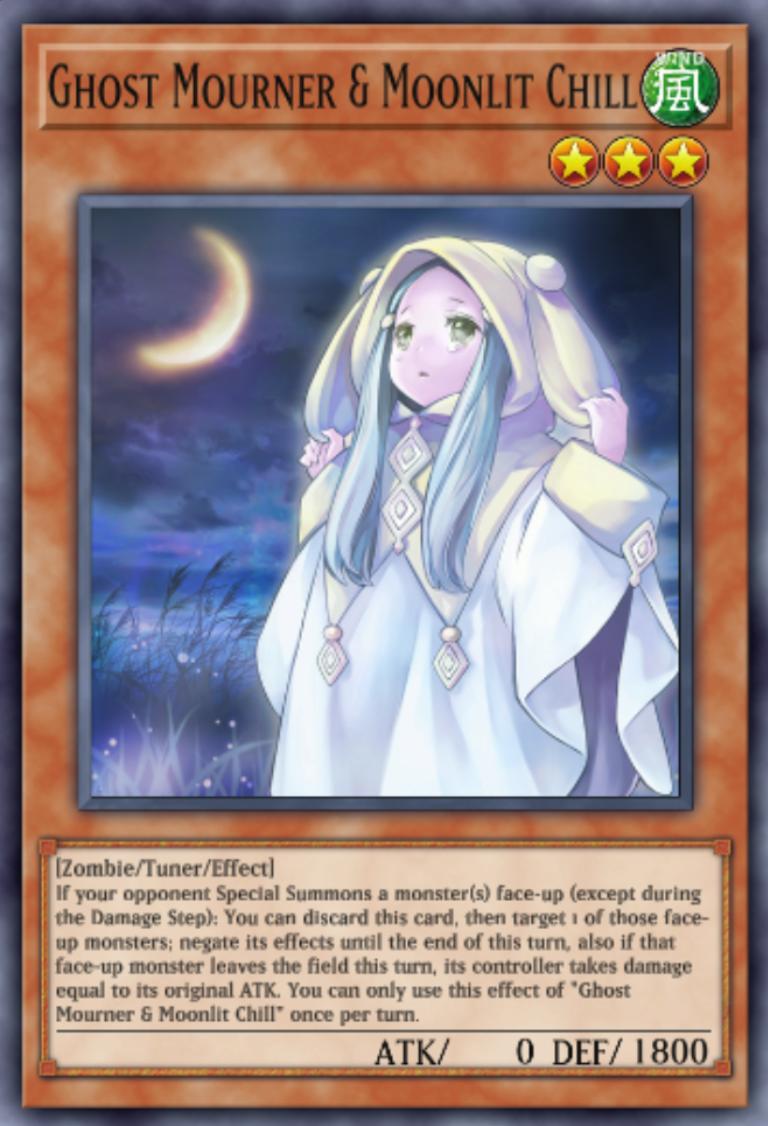 Ghost Mourner & Moonlit Chill
WIND
風
[Zombie/Tuner/Effect]
If your opponent Special Summons a monster(s) face-up (except during
the Damage Step): You can discard this card, then target 1 of those face-
up monsters; negate its effects until the end of this turn, also if that
face-up monster leaves the field this turn, its controller takes damage
equal to its original ATK. You can only use this effect of "Ghost
Mourner & Moonlit Chill" once per turn.
ATK/ 0 DEF/ 1800